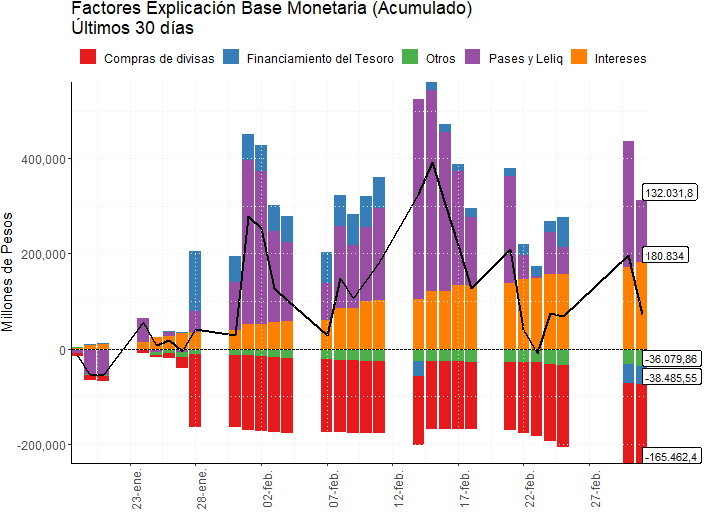 Factores Explicación Base Monetaria (Acumulado)
Últimos 30 días
Compras de divisas
Financiamiento del Tesoro
Otros
Pases y Leliq
Intereses
Millones de Pesos
400,000
200,000
0
-200,000
132.031,8
180.834
-36.079,86
-38.485,55
-165.462,4
23-ene.
28-ene.
02-feb.
07-feb.
12-feb.
17-feb.
22-feb.
27-feb.